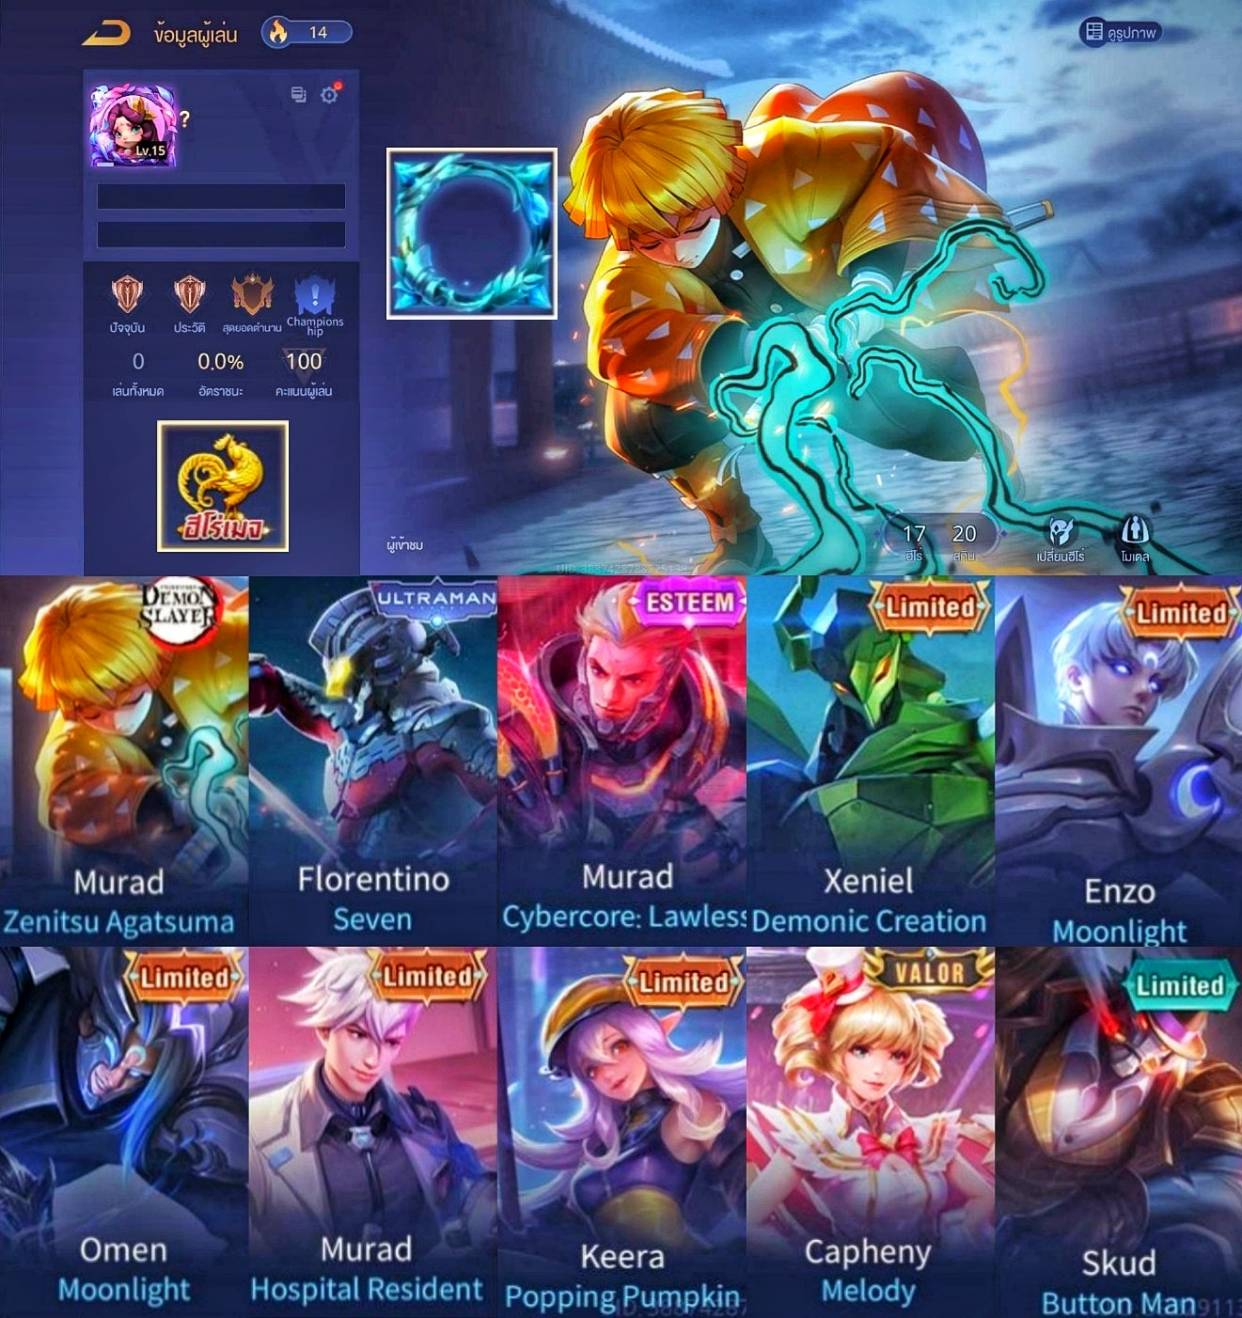 ข้อมูลผู้เล่น
14
ดูรูปภาพ
?
Lv.15
ปัจจุบัน
ประวัติ
สุดยอดตำนาน
Champions
hip
0
0.0%
100
เล่นทั้งหมด
อัตราชนะ
คะแนนผู้เล่น
ฮีโร่เมจ
ผู้เข้าชม
17
20
ฮีโร่
สกิน
เปลี่ยนฮีโร่
โมเดล
DEMON
SLAYER
ULTRAMAN
ESTEEM
Limited
Limited
Murad
Zenitsu Agatsuma
Florentino
Seven
Murad
Cybercore: Lawless
Xeniel
Demonic Creation
Enzo
Moonlight
Limited
Limited
Limited
VALOR
Limited
Omen
Moonlight
Murad
Hospital Resident
Keera
Popping Pumpkin
Capheny
Melody
Skud
Button Man